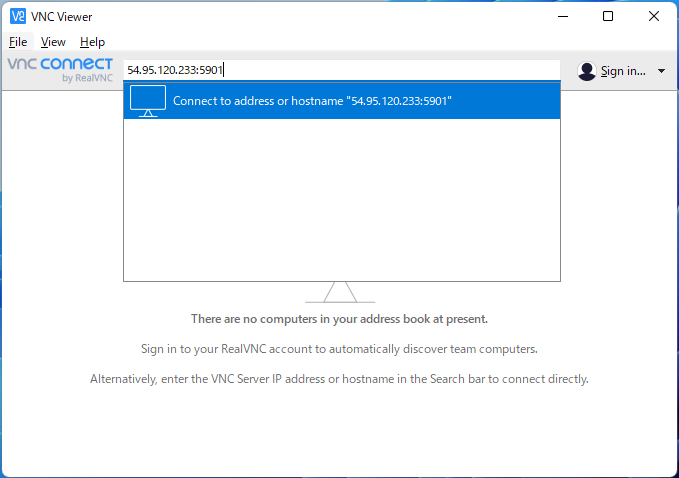 VNC Viewer
File View Help
vnc connect
by RealVNC
54.95.120.233:5901
Sign in...
Connect to address or hostname "54.95.120.233:5901"
There are no computers in your address book at present.
Sign in to your RealVNC account to automatically discover team computers.
Alternatively, enter the VNC Server IP address or hostname in the Search bar to connect directly.